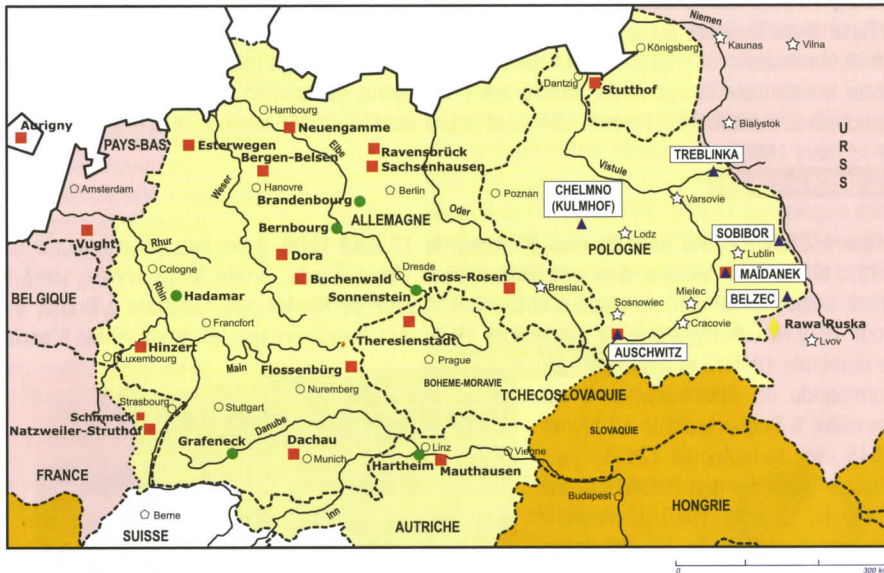 Niemen
Königsberg
Kaunas
Vilna
Dantzig
Stutthof
Hambourg
Neuengamme
Aurigny
PAYS-BAS
Esterwegen
Elbe
Bialystok
URSS
Bergen-Belsen
Ravensbrück
Sachsenhausen
Weser
Vistule
TREBLINKA
Amsterdam
Hanovre
Berlin
Poznan
CHELMNO
(KULMHOF)
Varsovie
Brandenbourg
ALLEMAGNE
Oder
Vught
Bernbourg
SOBIBOR
Rhur
Lodz
POLOGNE
Lublin
Dora
Cologne
Dresde
Gross-Rosen
MAÏDANEK
BELGIQUE
Rhin
Buchenwald
Sonnenstein
Breslau
Mielec
BELZEC
Hadamar
Sosnowiec
Francfort
Theresienstadt
Cracovie
Rawa Ruska
Hinzert
Luxembourg
Main
Prague
AUSCHWITZ
Lvov
Flossenbürg
BOHEME-MORAVIE
TCHECOSLOVAQUIE
Nuremberg
Strasbourg
Stuttgart
Schirmeck
Natzweiler-Struthof
Danube
SLOVAQUIE
Grafeneck
Dachau
Linz
Vienne
Munich
Hartheim
Mauthausen
FRANCE
Budapest
HONGRIE
Inn
Berne
SUISSE
AUTRICHE
0 300 km